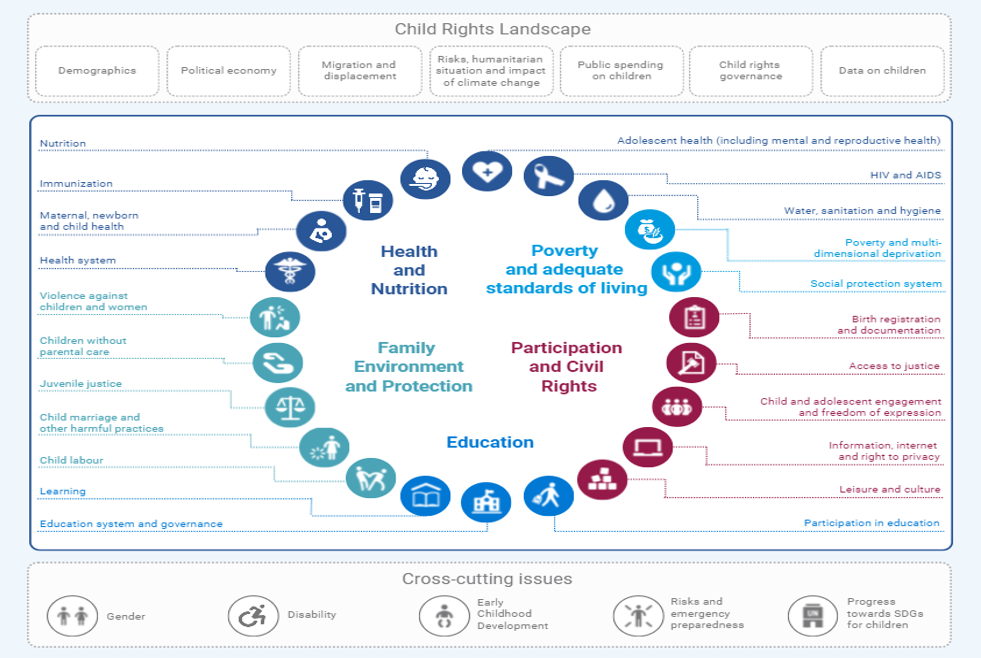 Child Rights Landscape
Demographics
Political economy
Migration and
displacement
Risks, humanitarian
situation and impact
of climate change
Public spending
on children
Child rights
governance
Data on children
Nutrition
Immunization
Maternal, newborn
and child health
Health system
Violence against
children and women
Children without
parental care
Juvenile justice
Child marriage and
other harmful practices
Child labour
Learning
Education system and governance
Health
and
Nutrition
Poverty
and adequate
standards of living
Family
Environment
and Protection
Participation
and Civil
Rights
Education
Adolescent health (including mental and reproductive health)
HIV and AIDS
Water, sanitation and hygiene
Poverty and multi-
dimensional deprivation
Social protection system
Birth registration
and documentation
Access to justice
Child and adolescent engagement
and freedom of expression
Information, internet
and right to privacy
Leisure and culture
Participation in education
Cross-cutting issues
Gender
Disability
Early
Childhood
Development
Risks and
emergency
preparedness
UN
Progress
towards SDGs
for children